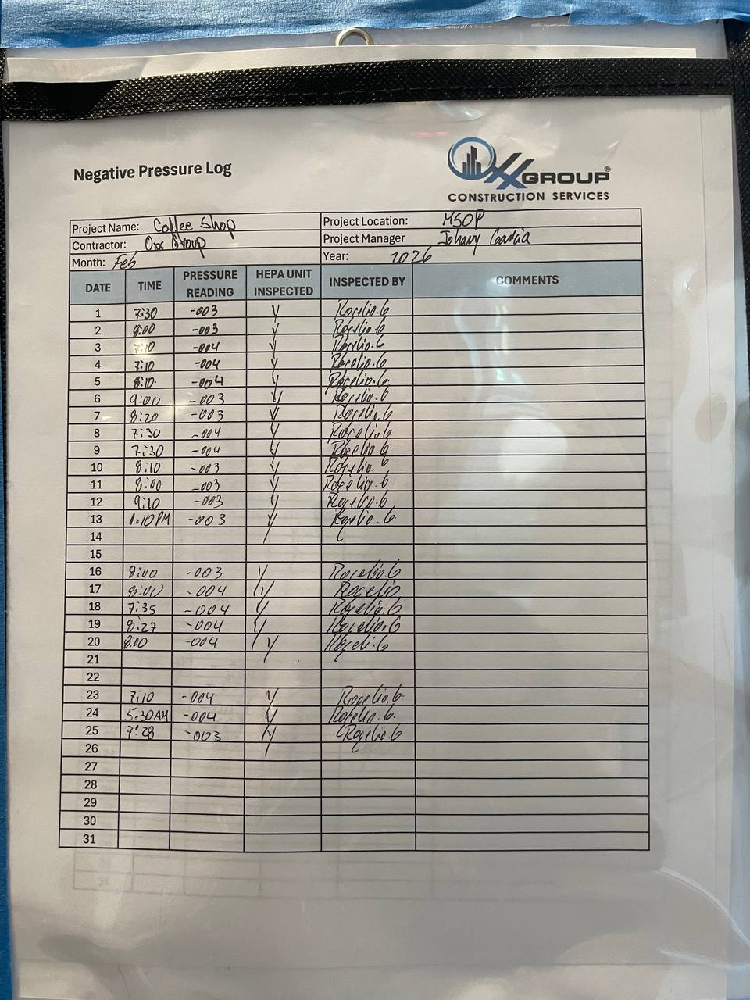 Negative Pressure Log
OXX GROUP®
CONSTRUCTION SERVICES
Project Name: Coffee Shop Project Location: MSOP
Contractor: Oxx Group Project Manager Johany Garcia
Month: Feb Year: 2026
DATE TIME PRESSURE READING HEPA UNIT INSPECTED INSPECTED BY COMMENTS
1 7:30 -003 Y Rogelio.G
2 8:00 -003 Y Rogelio.G
3 7:10 -004 Y Rogelio.G
4 7:10 -004 Y Rogelio.G
5 8:10 -004 Y Rogelio.G
6 9:00 -003 Y Rogelio.G
7 8:20 -003 Y Rogelio.G
8 7:30 -004 Y Rogelio.G
9 7:30 -004 Y Rogelio.G
10 8:10 -003 Y Rogelio.G
11 8:00 -003 Y Rogelio.G
12 9:10 -003 Y Rogelio.G
13 1:10PM -003 Y Rogelio.G
14
15
16 8:00 -003 Y Rogelio.G
17 8:00 -004 Y Rogelio
18 7:35 -004 Y Rogelio.G
19 8:27 -004 Y Rogelio.G
20 8:00 -004 Y Rogeli.G
21
22
23 7:10 -004 Y Rogelio.G
24 5:30AM -004 Y Rogelio.G
25 7:28 -003 Y Rogelio.G
26
27
28
29
30
31